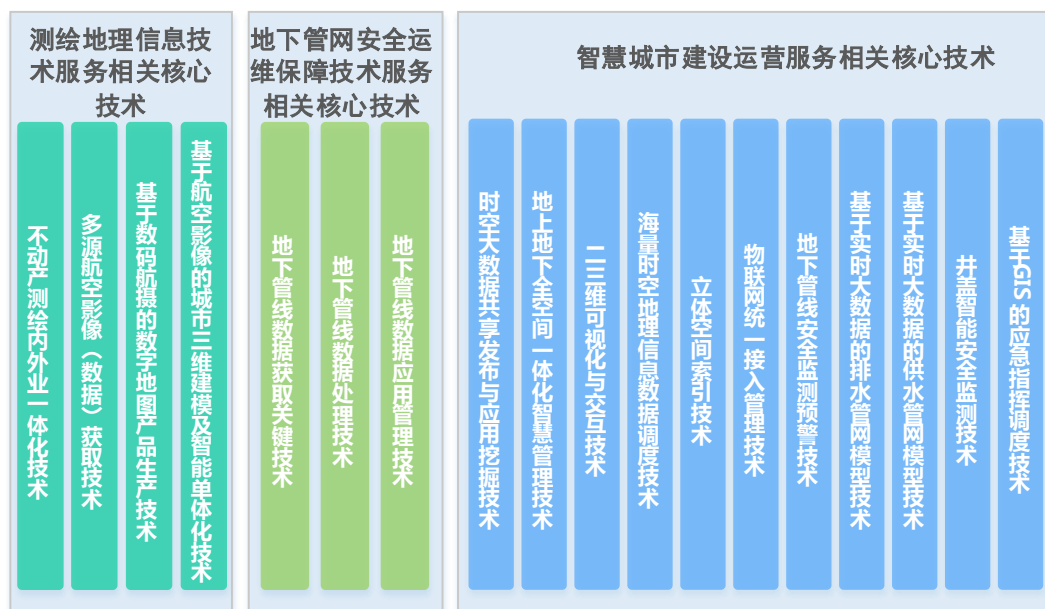 测绘地理信息技
术服务相关核心
技术
不动产测绘内外业一体化技术
多源航空影像（数据）获取技术
基于数码航摄的数字地图产品生产技术
基于航空影像的城市三维建模及智能单体化技术
地下管网安全运
维保障技术服务
相关核心技术
地下管线数据获取关键技术
地下管线数据处理技术
地下管线数据应用管理技术
智慧城市建设运营服务相关核心技术
时空大数据共享发布与应用挖掘技术
地上地下全空间一体化智慧管理技术
二三维可视化与交互技术
海量时空地理信息数据调度技术
立体空间索引技术
物联网统一接入管理技术
地下管线安全监测预警技术
基于实时大数据的排水管网模型技术
基于实时大数据的供水管网模型技术
井盖智能安全监测技术
基于GIS 的应急指挥调度技术